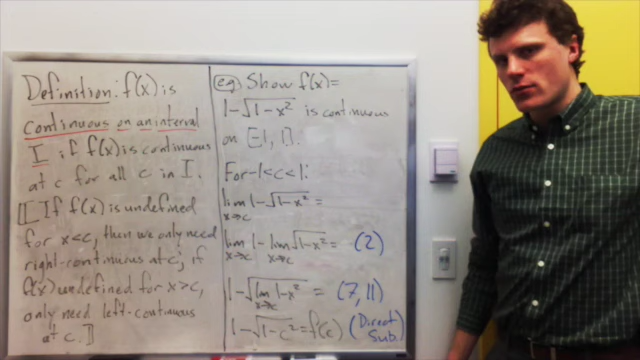 Definition: f(x) is
continuous on an interval
I if f(x) is continuous
at c for all c in I.
[[If f(x) is undefined
for x<c, then we only need
right-continuous at c; if
f(x) undefined for x>c,
only need left-continuous
at c.]]
e.g. Show f(x)=
1-√(1-x²) is continuous
on [-1, 1].
For -1<c<1:
lim x→c 1-√(1-x²) =
lim x→c 1 - lim x→c √(1-x²) = (2)
1-√(lim x→c 1-x²) = (7, 11)
1-√(1-c²) = f(c) (Direct Sub.)